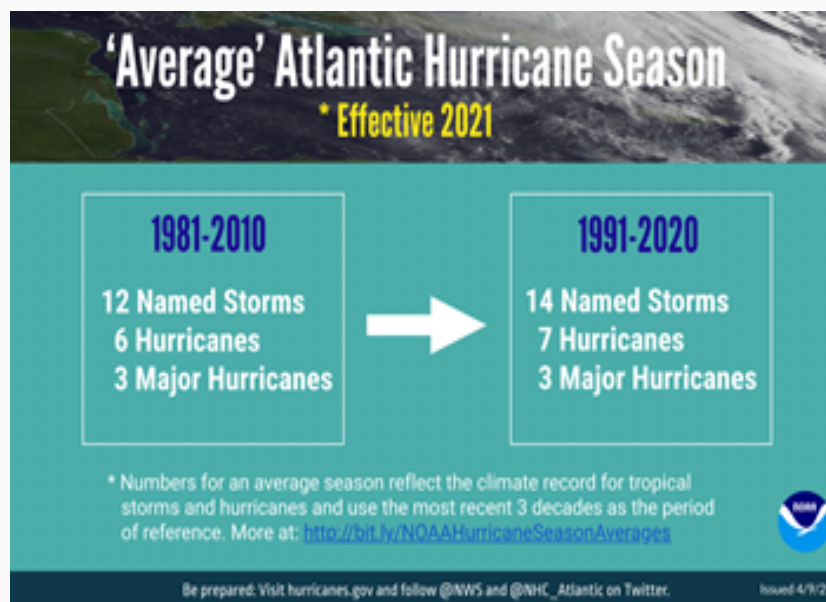 ‘Average’ Atlantic Hurricane Season
* Effective 2021
1981-2010
12 Named Storms
6 Hurricanes
3 Major Hurricanes
1991-2020
14 Named Storms
7 Hurricanes
3 Major Hurricanes
* Numbers for an average season reflect the climate record for tropical
storms and hurricanes and use the most recent 3 decades as the period
of reference. More at: http://bit.ly/NOAAHurricaneSeasonAverages
NOAA
Be prepared: Visit hurricanes.gov and follow @NWS and @NHC_Atlantic on Twitter.
Issued